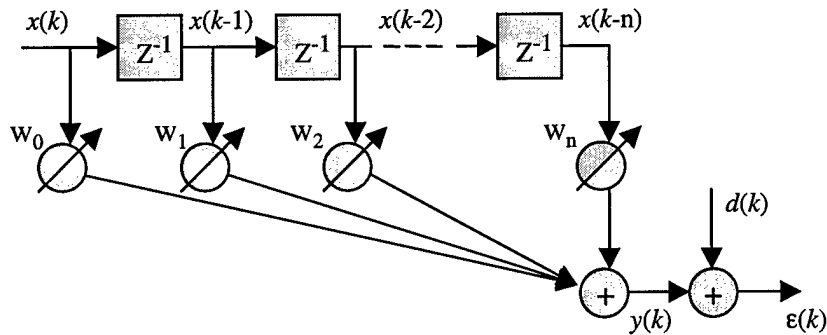 x(k) x(k-1) x(k-2) x(k-n)
Z⁻¹ Z⁻¹ Z⁻¹
w₀ w₁ w₂ wₙ
d(k)
+ +
y(k) ε(k)